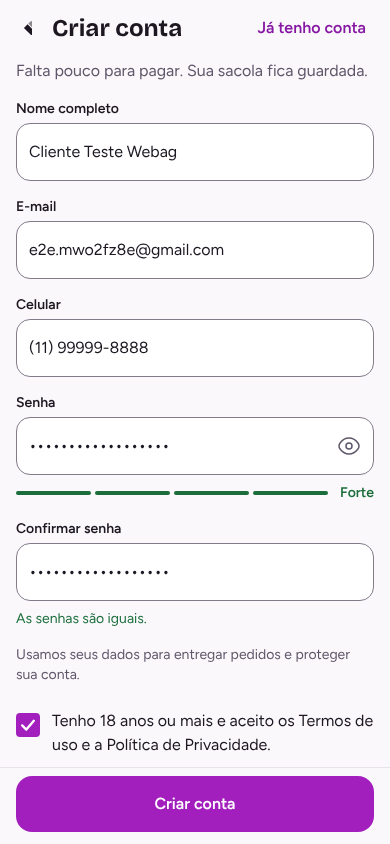 Criar conta
Já tenho conta
Falta pouco para pagar. Sua sacola fica guardada.
Nome completo
Cliente Teste Webag
E-mail
e2e.mwo2fz8e@gmail.com
Celular
(11) 99999-8888
Senha
••••••••••••••••••
Forte
Confirmar senha
••••••••••••••••••
As senhas são iguais.
Usamos seus dados para entregar pedidos e proteger
sua conta.
Tenho 18 anos ou mais e aceito os Termos de
uso e a Política de Privacidade.
Criar conta